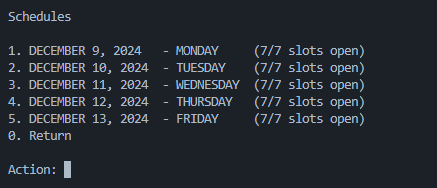 Schedules
1. DECEMBER 9, 2024 - MONDAY (7/7 slots open)
2. DECEMBER 10, 2024 - TUESDAY (7/7 slots open)
3. DECEMBER 11, 2024 - WEDNESDAY (7/7 slots open)
4. DECEMBER 12, 2024 - THURSDAY (7/7 slots open)
5. DECEMBER 13, 2024 - FRIDAY (7/7 slots open)
0. Return
Action: